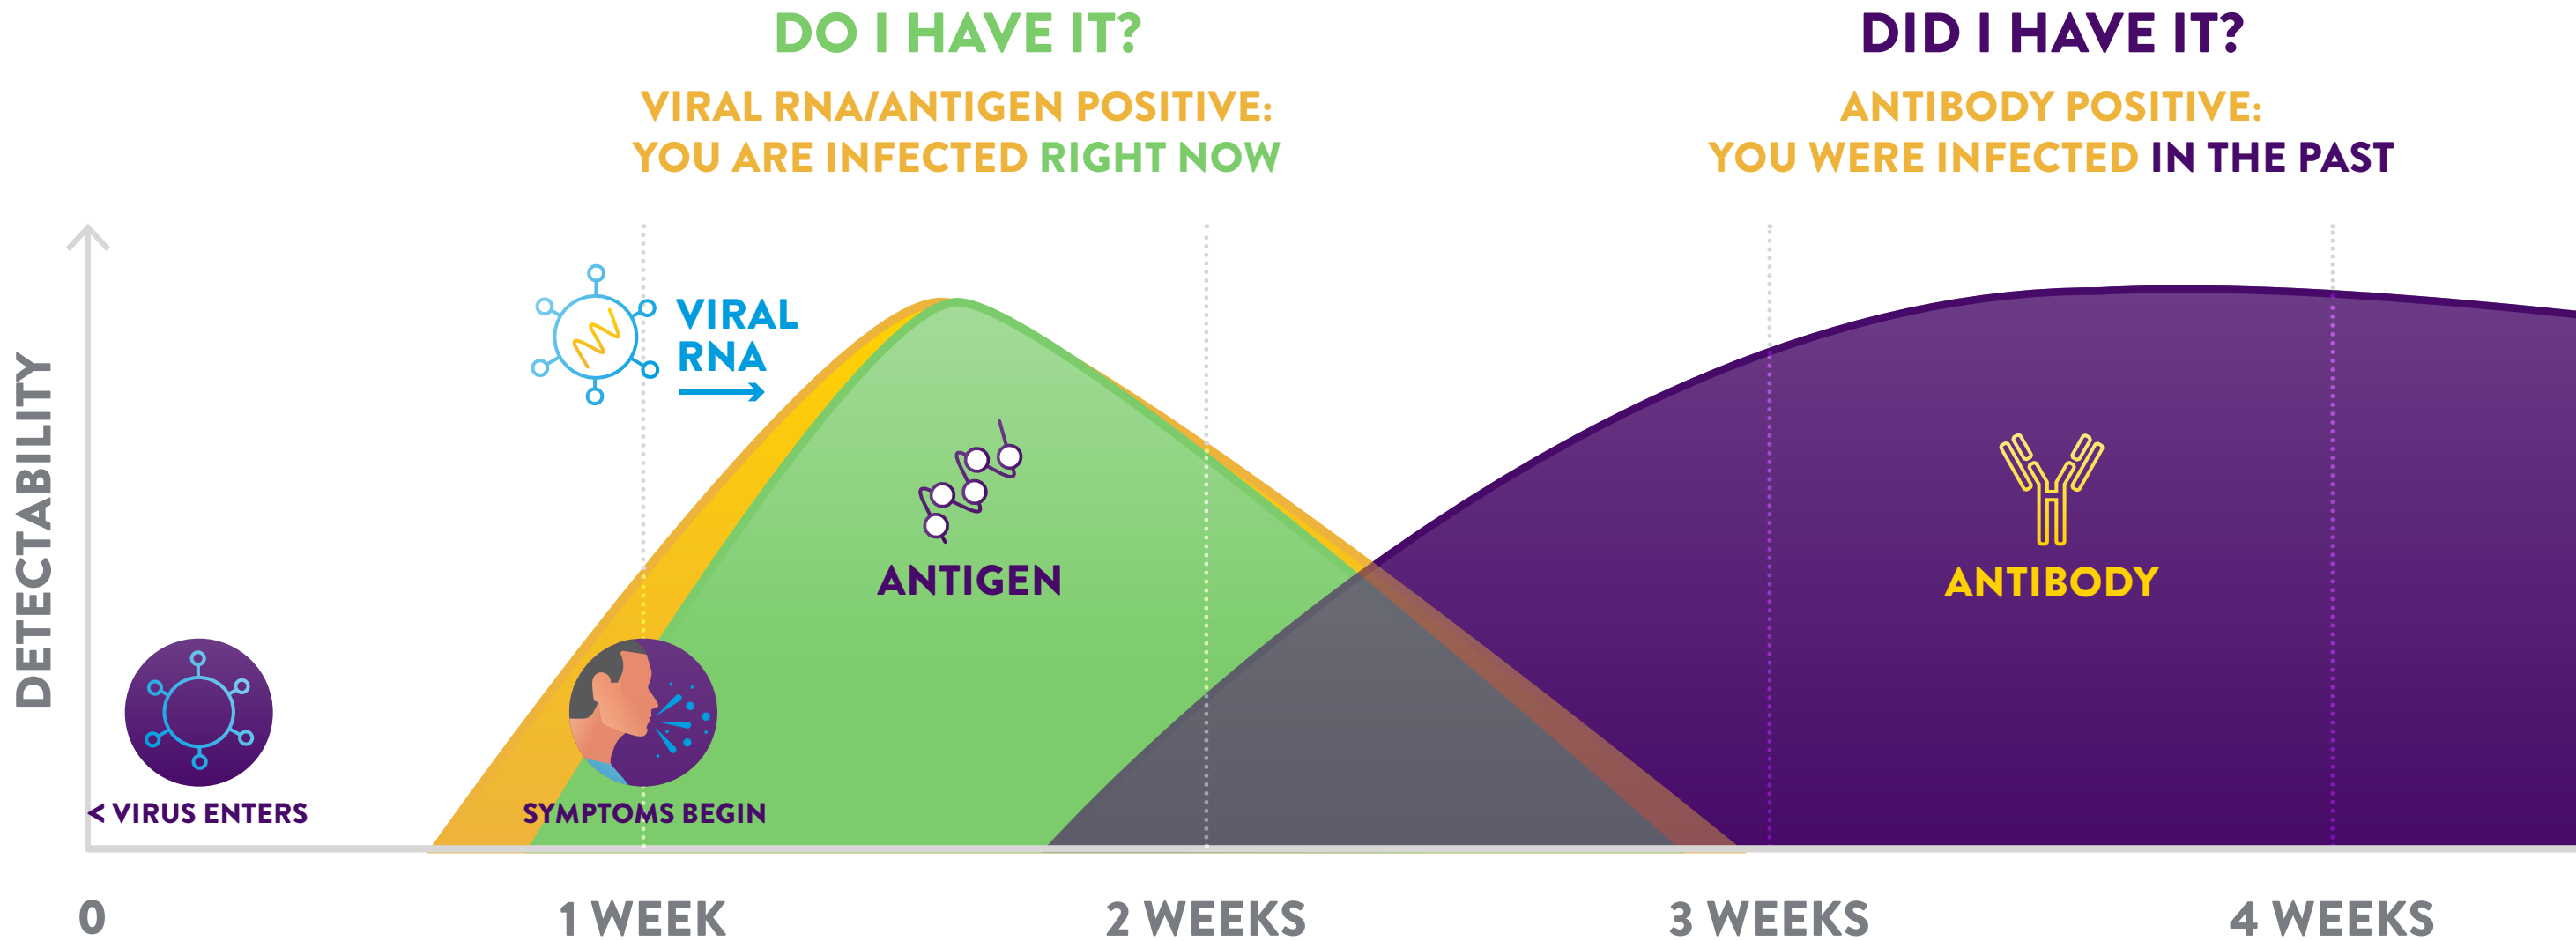 DO I HAVE IT?
VIRAL RNA/ANTIGEN POSITIVE:
YOU ARE INFECTED RIGHT NOW
DID I HAVE IT?
ANTIBODY POSITIVE:
YOU WERE INFECTED IN THE PAST
DETECTABILITY
VIRAL
RNA
ANTIGEN
ANTIBODY
< VIRUS ENTERS
SYMPTOMS BEGIN
0
1 WEEK
2 WEEKS
3 WEEKS
4 WEEKS